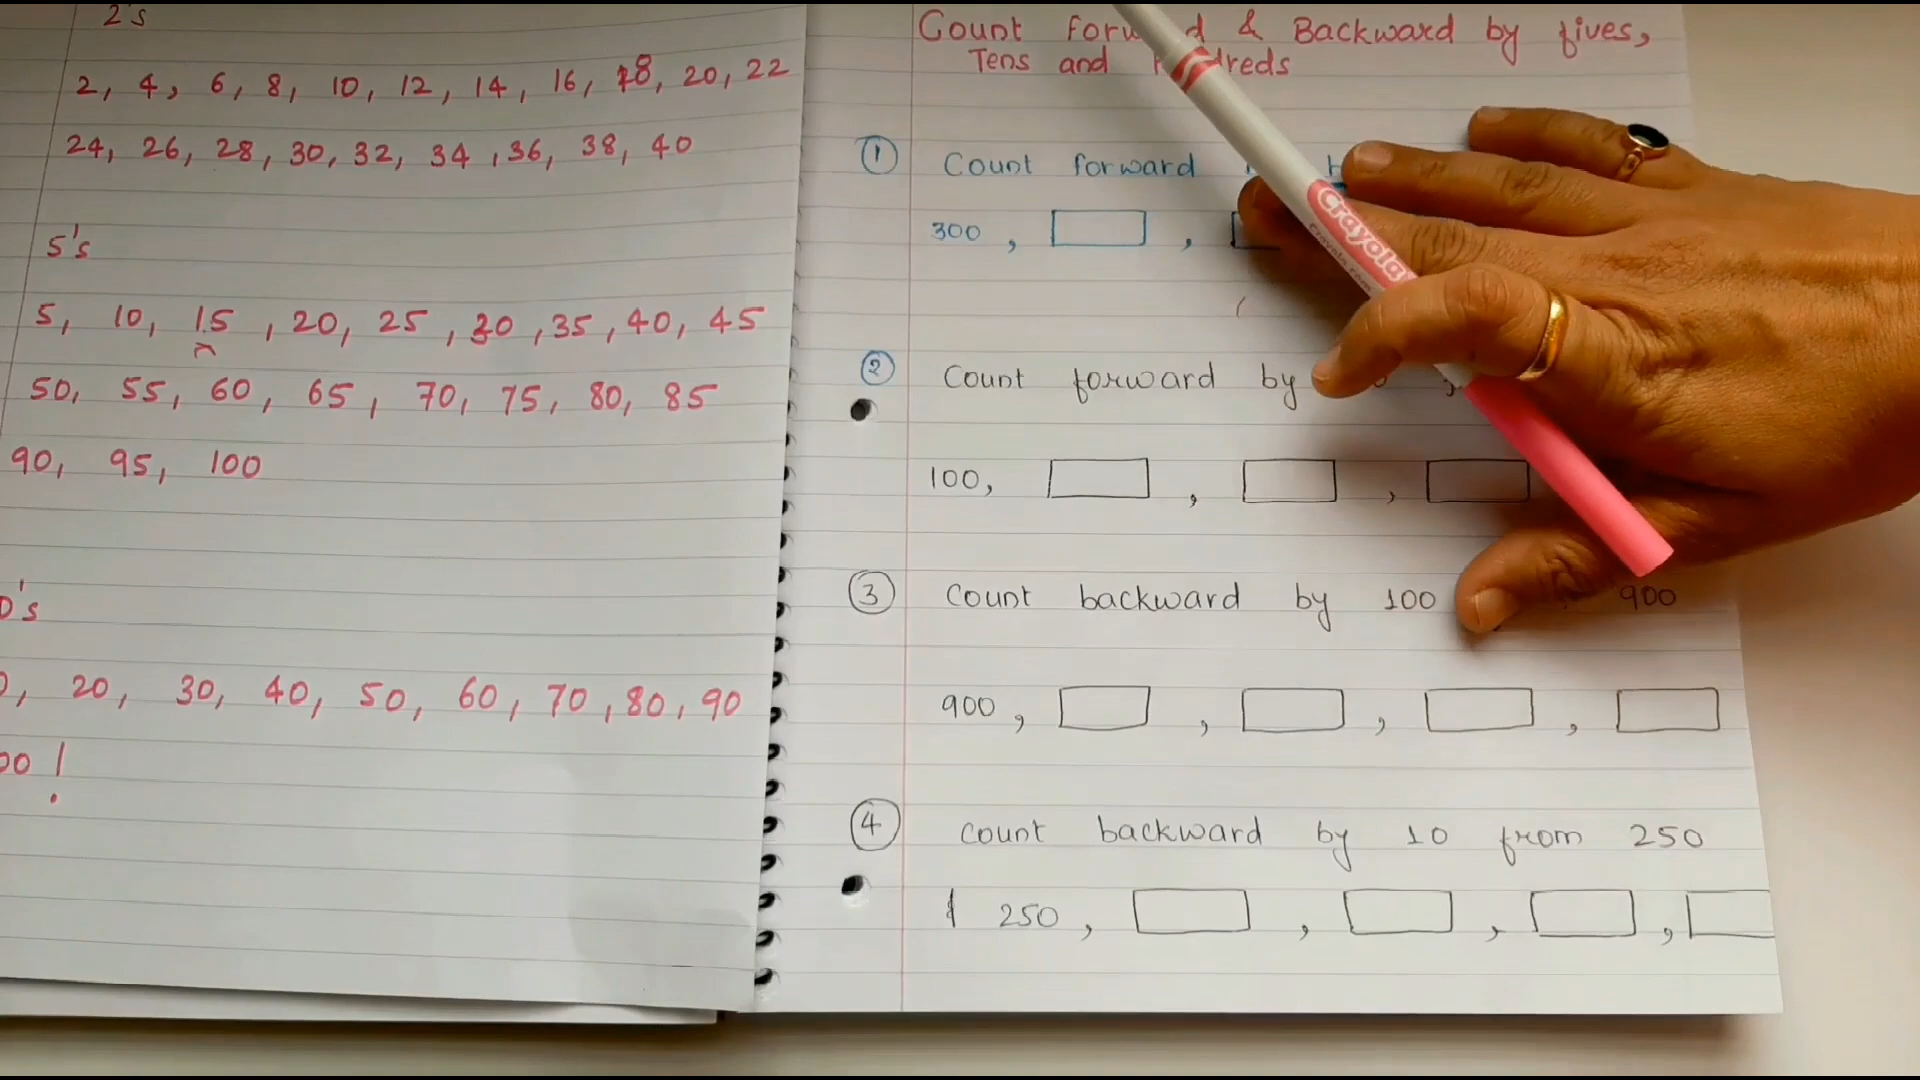 2's
2, 4, 6, 8, 10, 12, 14, 16, 18, 20, 22
24, 26, 28, 30, 32, 34, 36, 38, 40
5's
5, 10, 15, 20, 25, 30, 35, 40, 45
50, 55, 60, 65, 70, 75, 80, 85
90, 95, 100
0's
20, 30, 40, 50, 60, 70, 80, 90
00!
Count & Backward by fives,
Tens and
① Count forward
300, ,
② Count forward by
100, , ,
③ Count backward by 100 900
900, , , ,
④ Count backward by 10 from 250
250, , , ,
Crayola
crayola.com